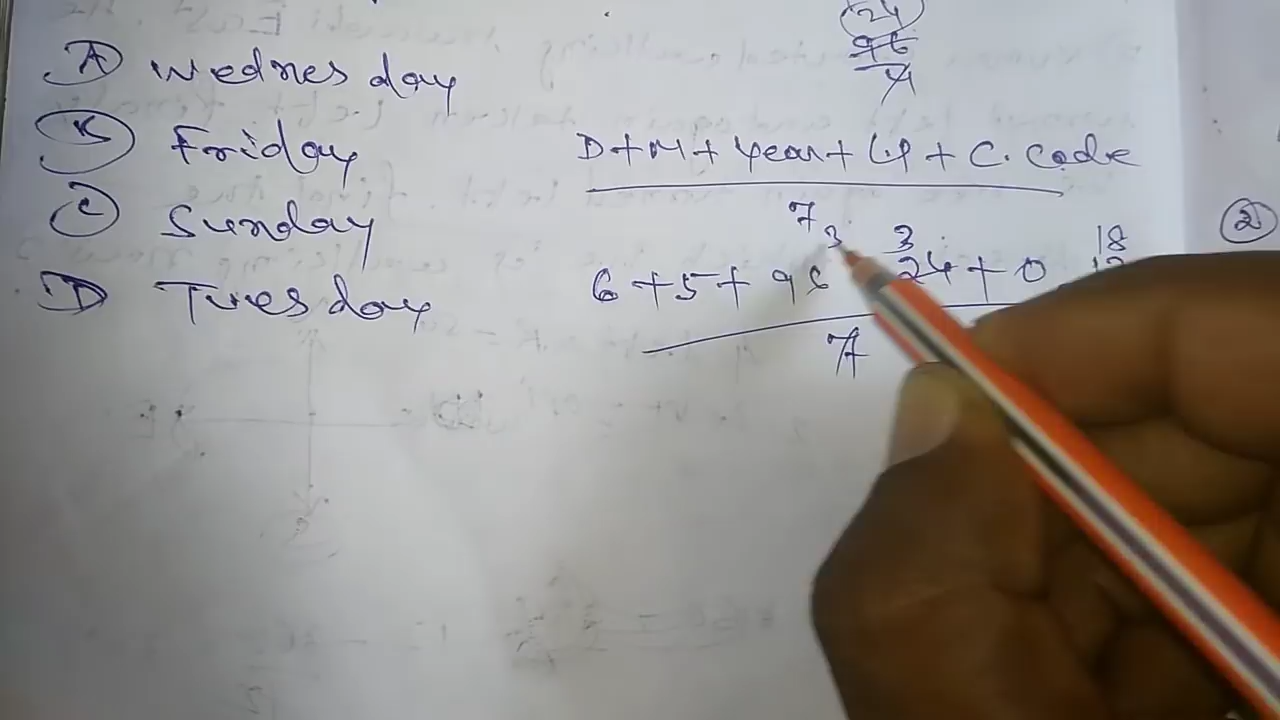 24
96
4
A Wednesday
B Friday
C Sunday
D Tuesday
D+M+Year+L.Y+C.Code
7
3 3 18
6+5+96 24+0
7
2